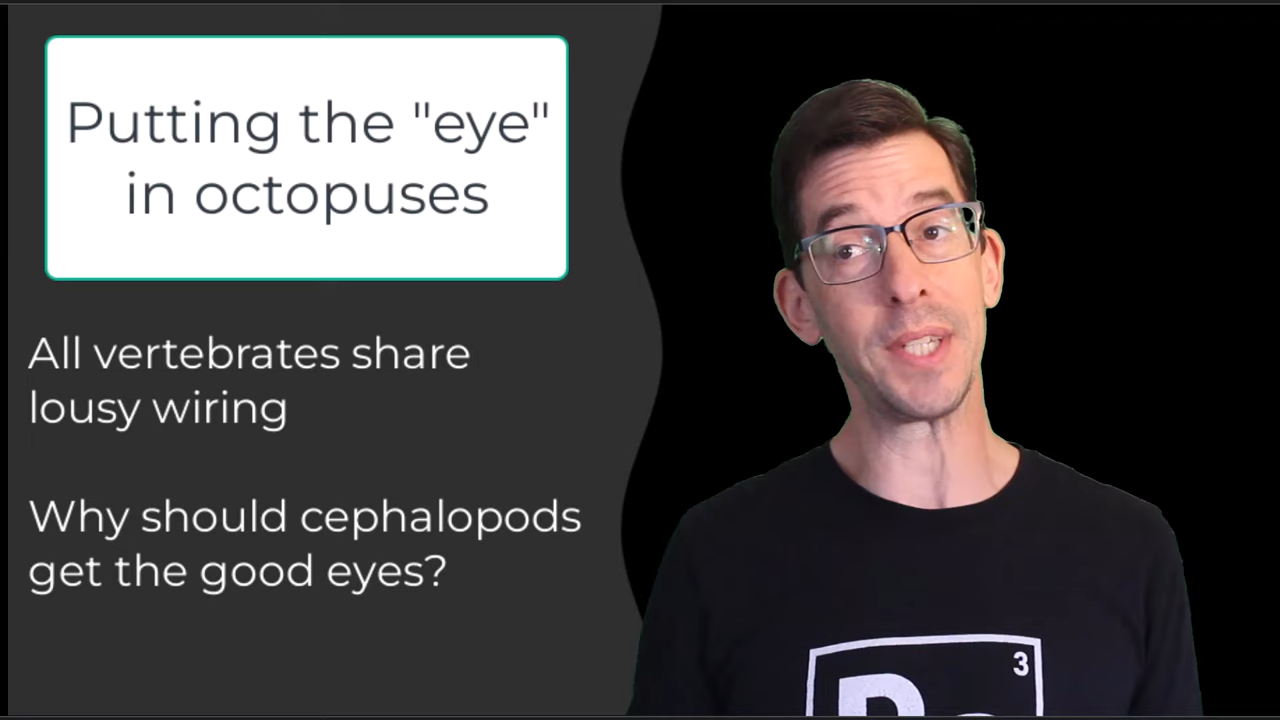 Putting the "eye"
in octopuses
All vertebrates share
lousy wiring
Why should cephalopods
get the good eyes?
3